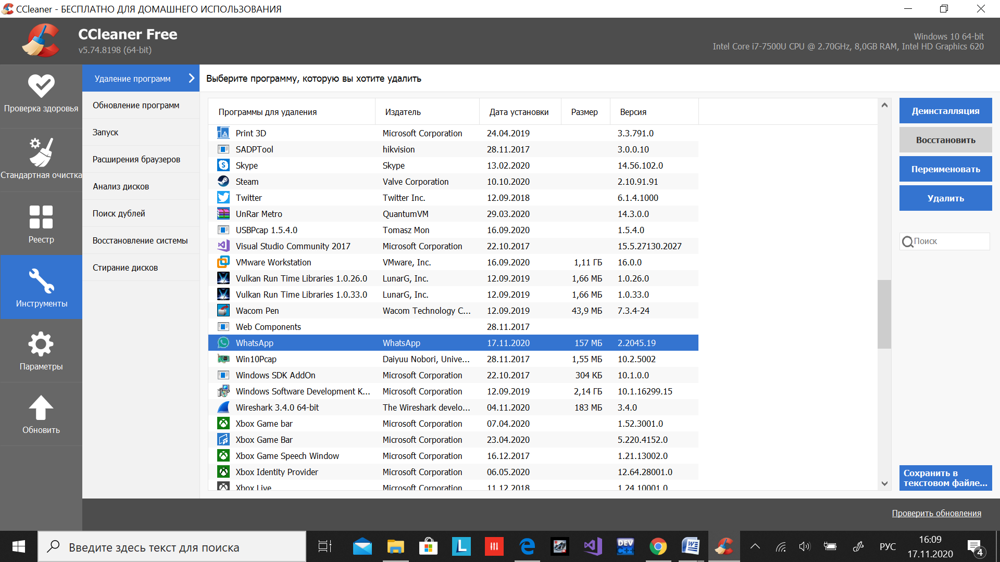 CCleaner - БЕСПЛАТНО ДЛЯ ДОМАШНЕГО ИСПОЛЬЗОВАНИЯ
CCleaner Free
v5.74.8198 (64-bit)
Windows 10 64-bit
Intel Core i7-7500U CPU @ 2.70GHz, 8,0GB RAM, Intel HD Graphics 620
Проверка здоровья
Стандартная очистка
Реестр
Инструменты
Параметры
Обновить
Удаление программ
Обновление программ
Запуск
Расширения браузеров
Анализ дисков
Поиск дублей
Восстановление системы
Стирание дисков
Выберите программу, которую вы хотите удалить
Программы для удаления Издатель Дата установки Размер Версия
Print 3D Microsoft Corporation 24.04.2019 3.3.791.0
SADPTool hikvision 28.11.2017 3.0.0.10
Skype Skype 13.02.2020 14.56.102.0
Steam Valve Corporation 10.10.2020 2.10.91.91
Twitter Twitter Inc. 12.09.2018 6.1.4.1000
UnRar Metro QuantumVM 29.03.2020 14.3.0.0
USBPcap 1.5.4.0 Tomasz Mon 16.09.2020 1.5.4.0
Visual Studio Community 2017 Microsoft Corporation 22.10.2017 15.5.27130.2027
VMware Workstation VMware, Inc. 16.09.2020 1,11 ГБ 16.0.0
Vulkan Run Time Libraries 1.0.26.0 LunarG, Inc. 12.09.2019 1,66 МБ 1.0.26.0
Vulkan Run Time Libraries 1.0.33.0 LunarG, Inc. 12.09.2019 1,66 МБ 1.0.33.0
Wacom Pen Wacom Technology C... 12.09.2019 43,9 МБ 7.3.4-24
Web Components 28.11.2017
WhatsApp WhatsApp 17.11.2020 157 МБ 2.2045.19
Win10Pcap Daiyuu Nobori, Unive... 28.11.2017 1,55 МБ 10.2.5002
Windows SDK AddOn Microsoft Corporation 22.10.2017 304 КБ 10.1.0.0
Windows Software Development K... Microsoft Corporation 12.09.2019 2,14 ГБ 10.1.16299.15
Wireshark 3.4.0 64-bit The Wireshark develo... 04.11.2020 183 МБ 3.4.0
Xbox Game bar Microsoft Corporation 07.04.2020 1.52.3001.0
Xbox Game Bar Microsoft Corporation 23.04.2020 5.220.4152.0
Xbox Game Speech Window Microsoft Corporation 16.12.2017 1.21.13002.0
Xbox Identity Provider Microsoft Corporation 06.05.2020 12.64.28001.0
Xbox Live Microsoft Corporation 11.12.2018 1.24.10001.0
Деинсталляция
Восстановить
Переименовать
Удалить
Поиск
Сохранить в
текстовом файле...
Проверить обновления
Введите здесь текст для поиска
L
DEV
C++
РУС
16:09
17.11.2020
4